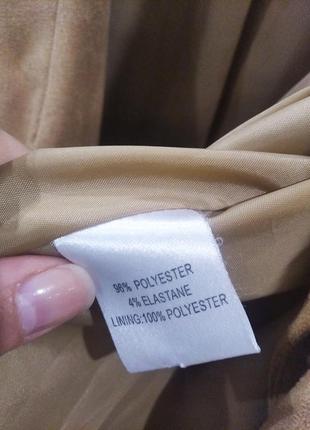 96% POLYESTER
4% ELASTANE
LINING:100% POLYESTER